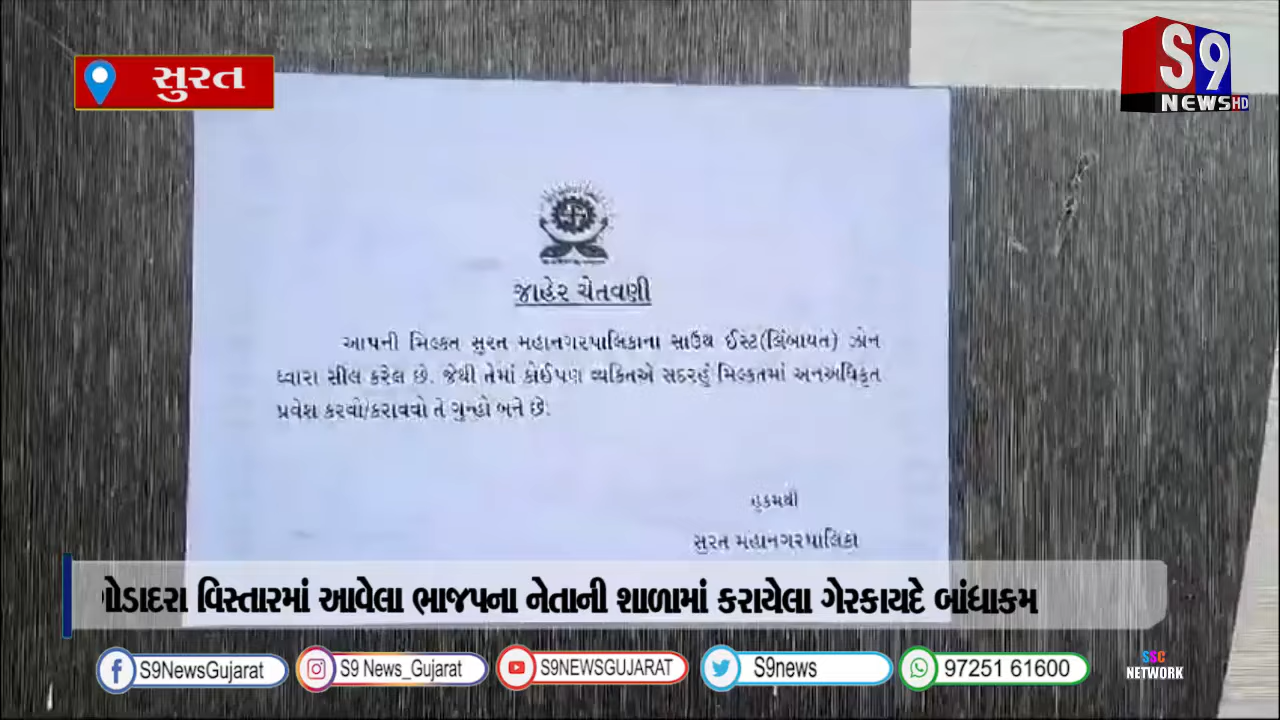 સુરત
S9
NEWS HD
જાહેર ચેતવણી
આપની મિલ્કત સુરત મહાનગરપાલિકાના સાઉથ ઈસ્ટ(લિંબાયત) ઝોન
ધ્વારા સીલ કરેલ છે. જેથી તેમાં કોઈપણ વ્યકિતએ સદરહું મિલ્કતમાં અનઅધિકૃત
પ્રવેશ કરવો/કરાવવો તે ગુન્હો બને છે.
હુકમથી
સુરત મહાનગરપાલિકા
ગોડાદરા વિસ્તારમાં આવેલા ભાજપના નેતાની શાળામાં કરાયેલા ગેરકાયદે બાંધાકમ
S9NewsGujarat
S9 News_Gujarat
S9NEWSGUJARAT
S9news
97251 61600
SSC
NETWORK